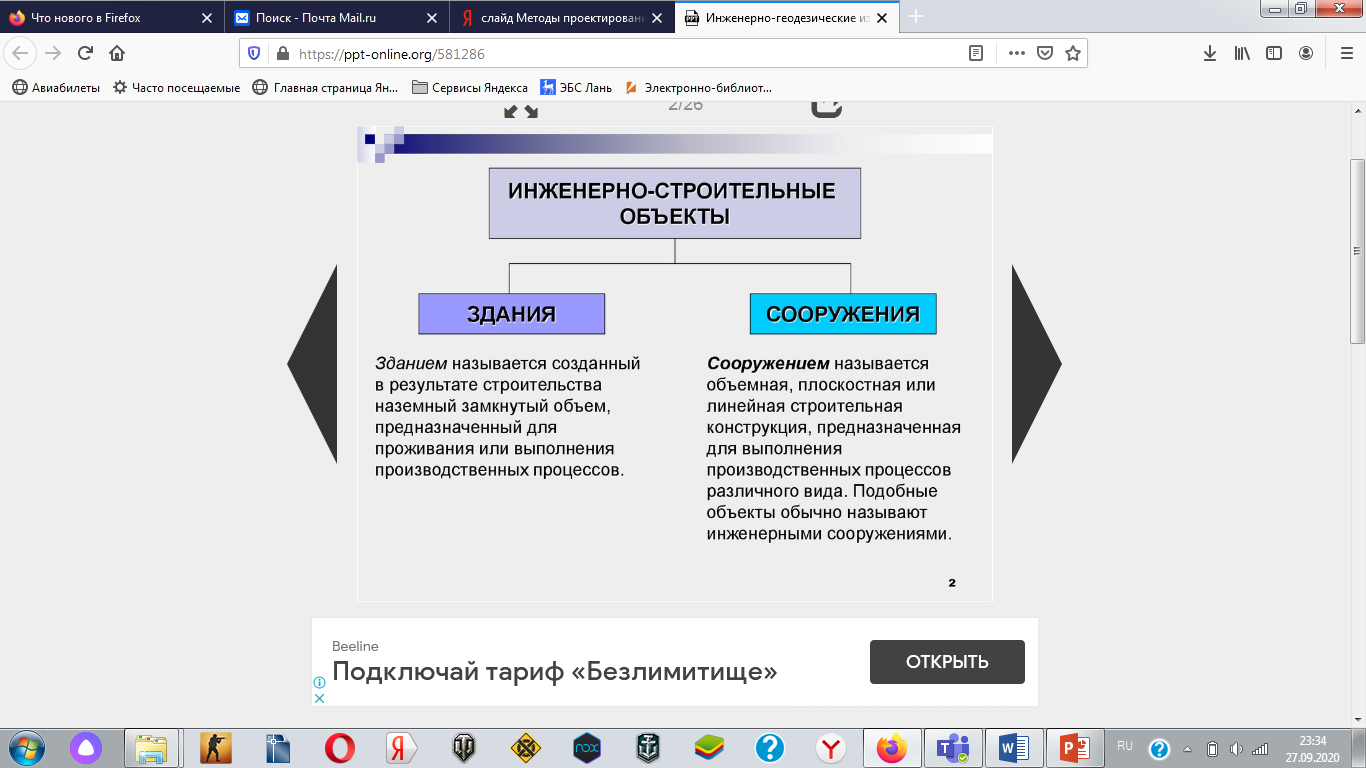 Что нового в Firefox
Поиск - Почта Mail.ru
слайд Методы проектирован
Инженерно-геодезические из
https://ppt-online.org/581286
Авиабилеты
Часто посещаемые
Главная страница Ян...
Сервисы Яндекса
ЭБС Лань
Электронно-библиот...
2/26
ИНЖЕНЕРНО-СТРОИТЕЛЬНЫЕ
ОБЪЕКТЫ
ЗДАНИЯ
Зданием называется созданный
в результате строительства
наземный замкнутый объем,
предназначенный для
проживания или выполнения
производственных процессов.
СООРУЖЕНИЯ
Сооружением называется
объемная, плоскостная или
линейная строительная
конструкция, предназначенная
для выполнения
производственных процессов
различного вида. Подобные
объекты обычно называют
инженерными сооружениями.
2
Beeline
Подключай тариф «Безлимитище»
ОТКРЫТЬ
RU
23:34
27.09.2020